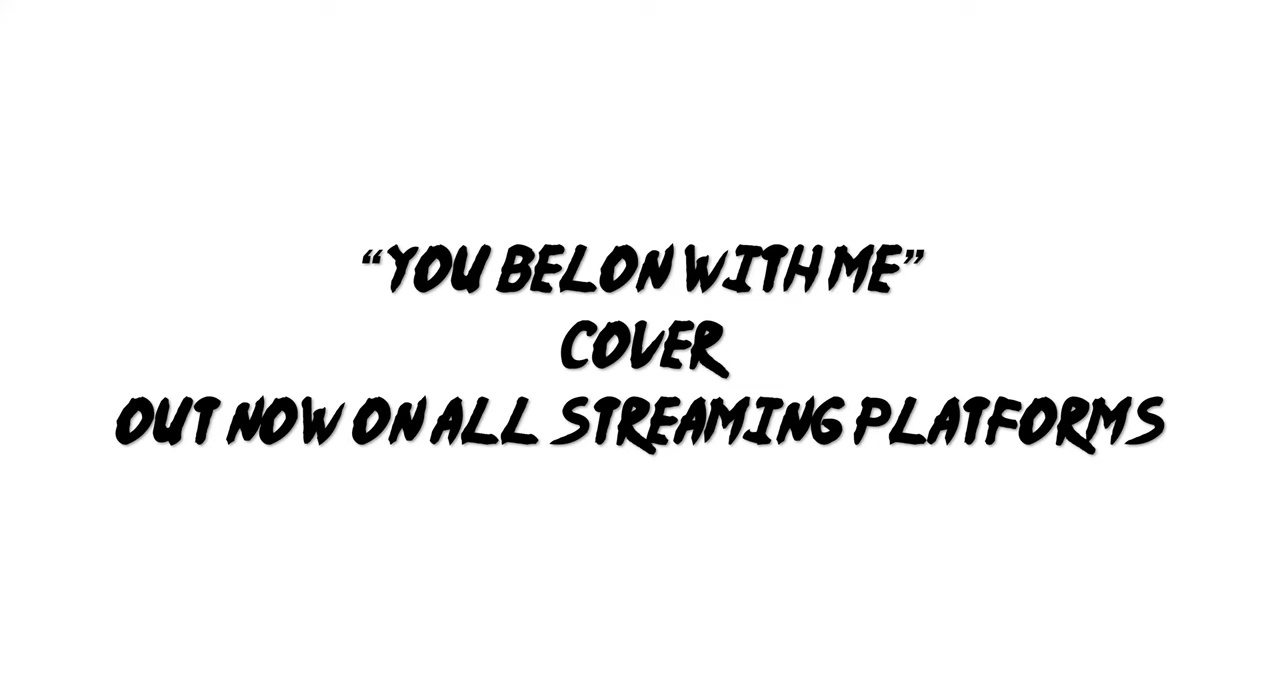 “YOU BELON WITH ME”
COVER
OUT NOW ON ALL STREAMING PLATFORMS